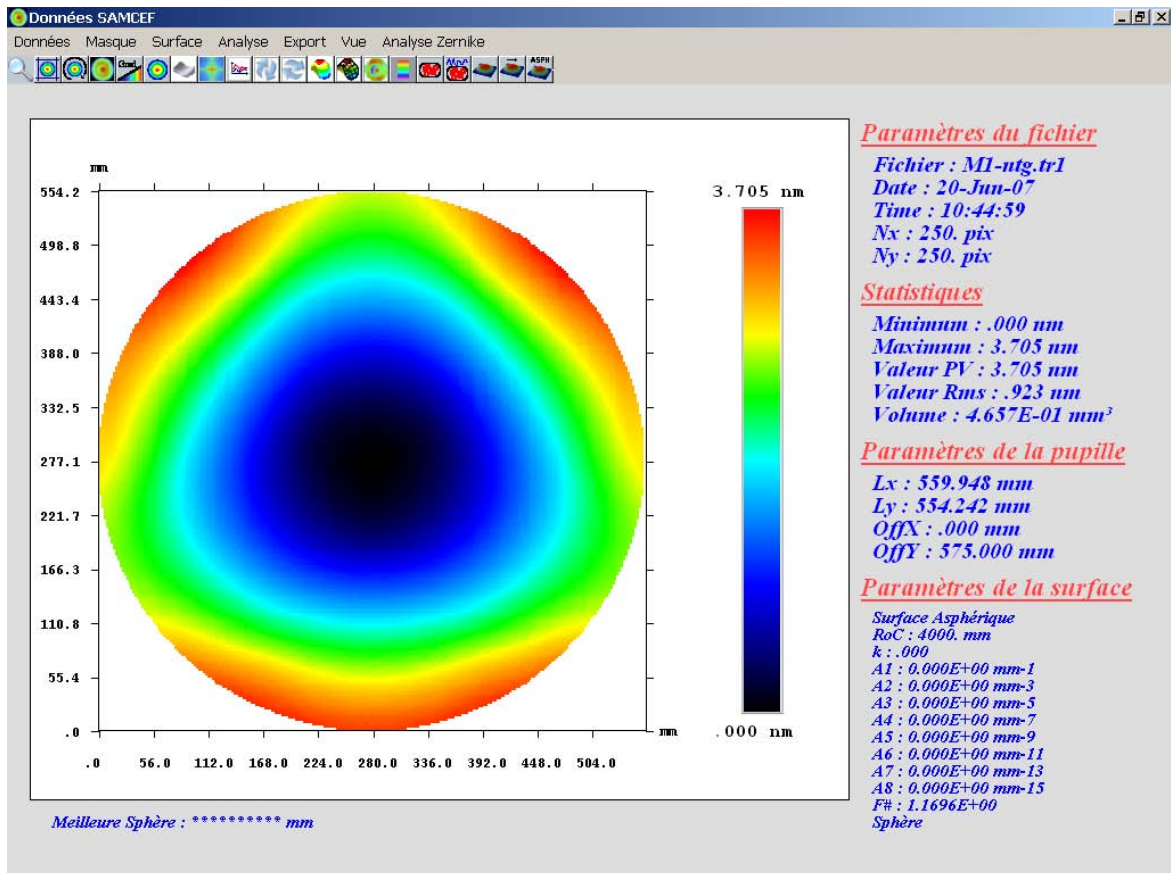 Données SAMCEF
Données Masque Surface Analyse Export Vue Analyse Zernike
ASPH
mm
554.2
498.8
443.4
388.0
332.5
277.1
221.7
166.3
110.8
55.4
.0
mm
.0 56.0 112.0 168.0 224.0 280.0 336.0 392.0 448.0 504.0
3.705 nm
.000 nm
Meilleure Sphère : ********** mm
Paramètres du fichier
Fichier : M1-ntg.tr1
Date : 20-Jun-07
Time : 10:44:59
Nx : 250. pix
Ny : 250. pix
Statistiques
Minimum : .000 nm
Maximum : 3.705 nm
Valeur PV : 3.705 nm
Valeur Rms : .923 nm
Volume : 4.657E-01 mm³
Paramètres de la pupille
Lx : 559.948 mm
Ly : 554.242 mm
OffX : .000 mm
OffY : 575.000 mm
Paramètres de la surface
Surface Asphérique
RoC : 4000. mm
k : .000
A1 : 0.000E+00 mm-1
A2 : 0.000E+00 mm-3
A3 : 0.000E+00 mm-5
A4 : 0.000E+00 mm-7
A5 : 0.000E+00 mm-9
A6 : 0.000E+00 mm-11
A7 : 0.000E+00 mm-13
A8 : 0.000E+00 mm-15
F# : 1.1696E+00
Sphère